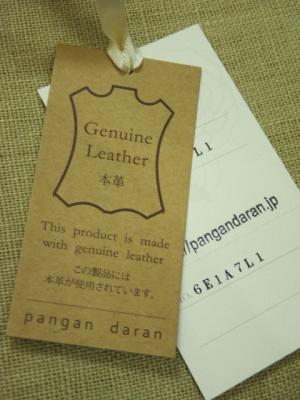 Genuine
Leather
本革
This product is made
with genuine leather
この製品には
本革が使用されています。
pangan daran
L1
/pangandaran.jp
6E1A7L1